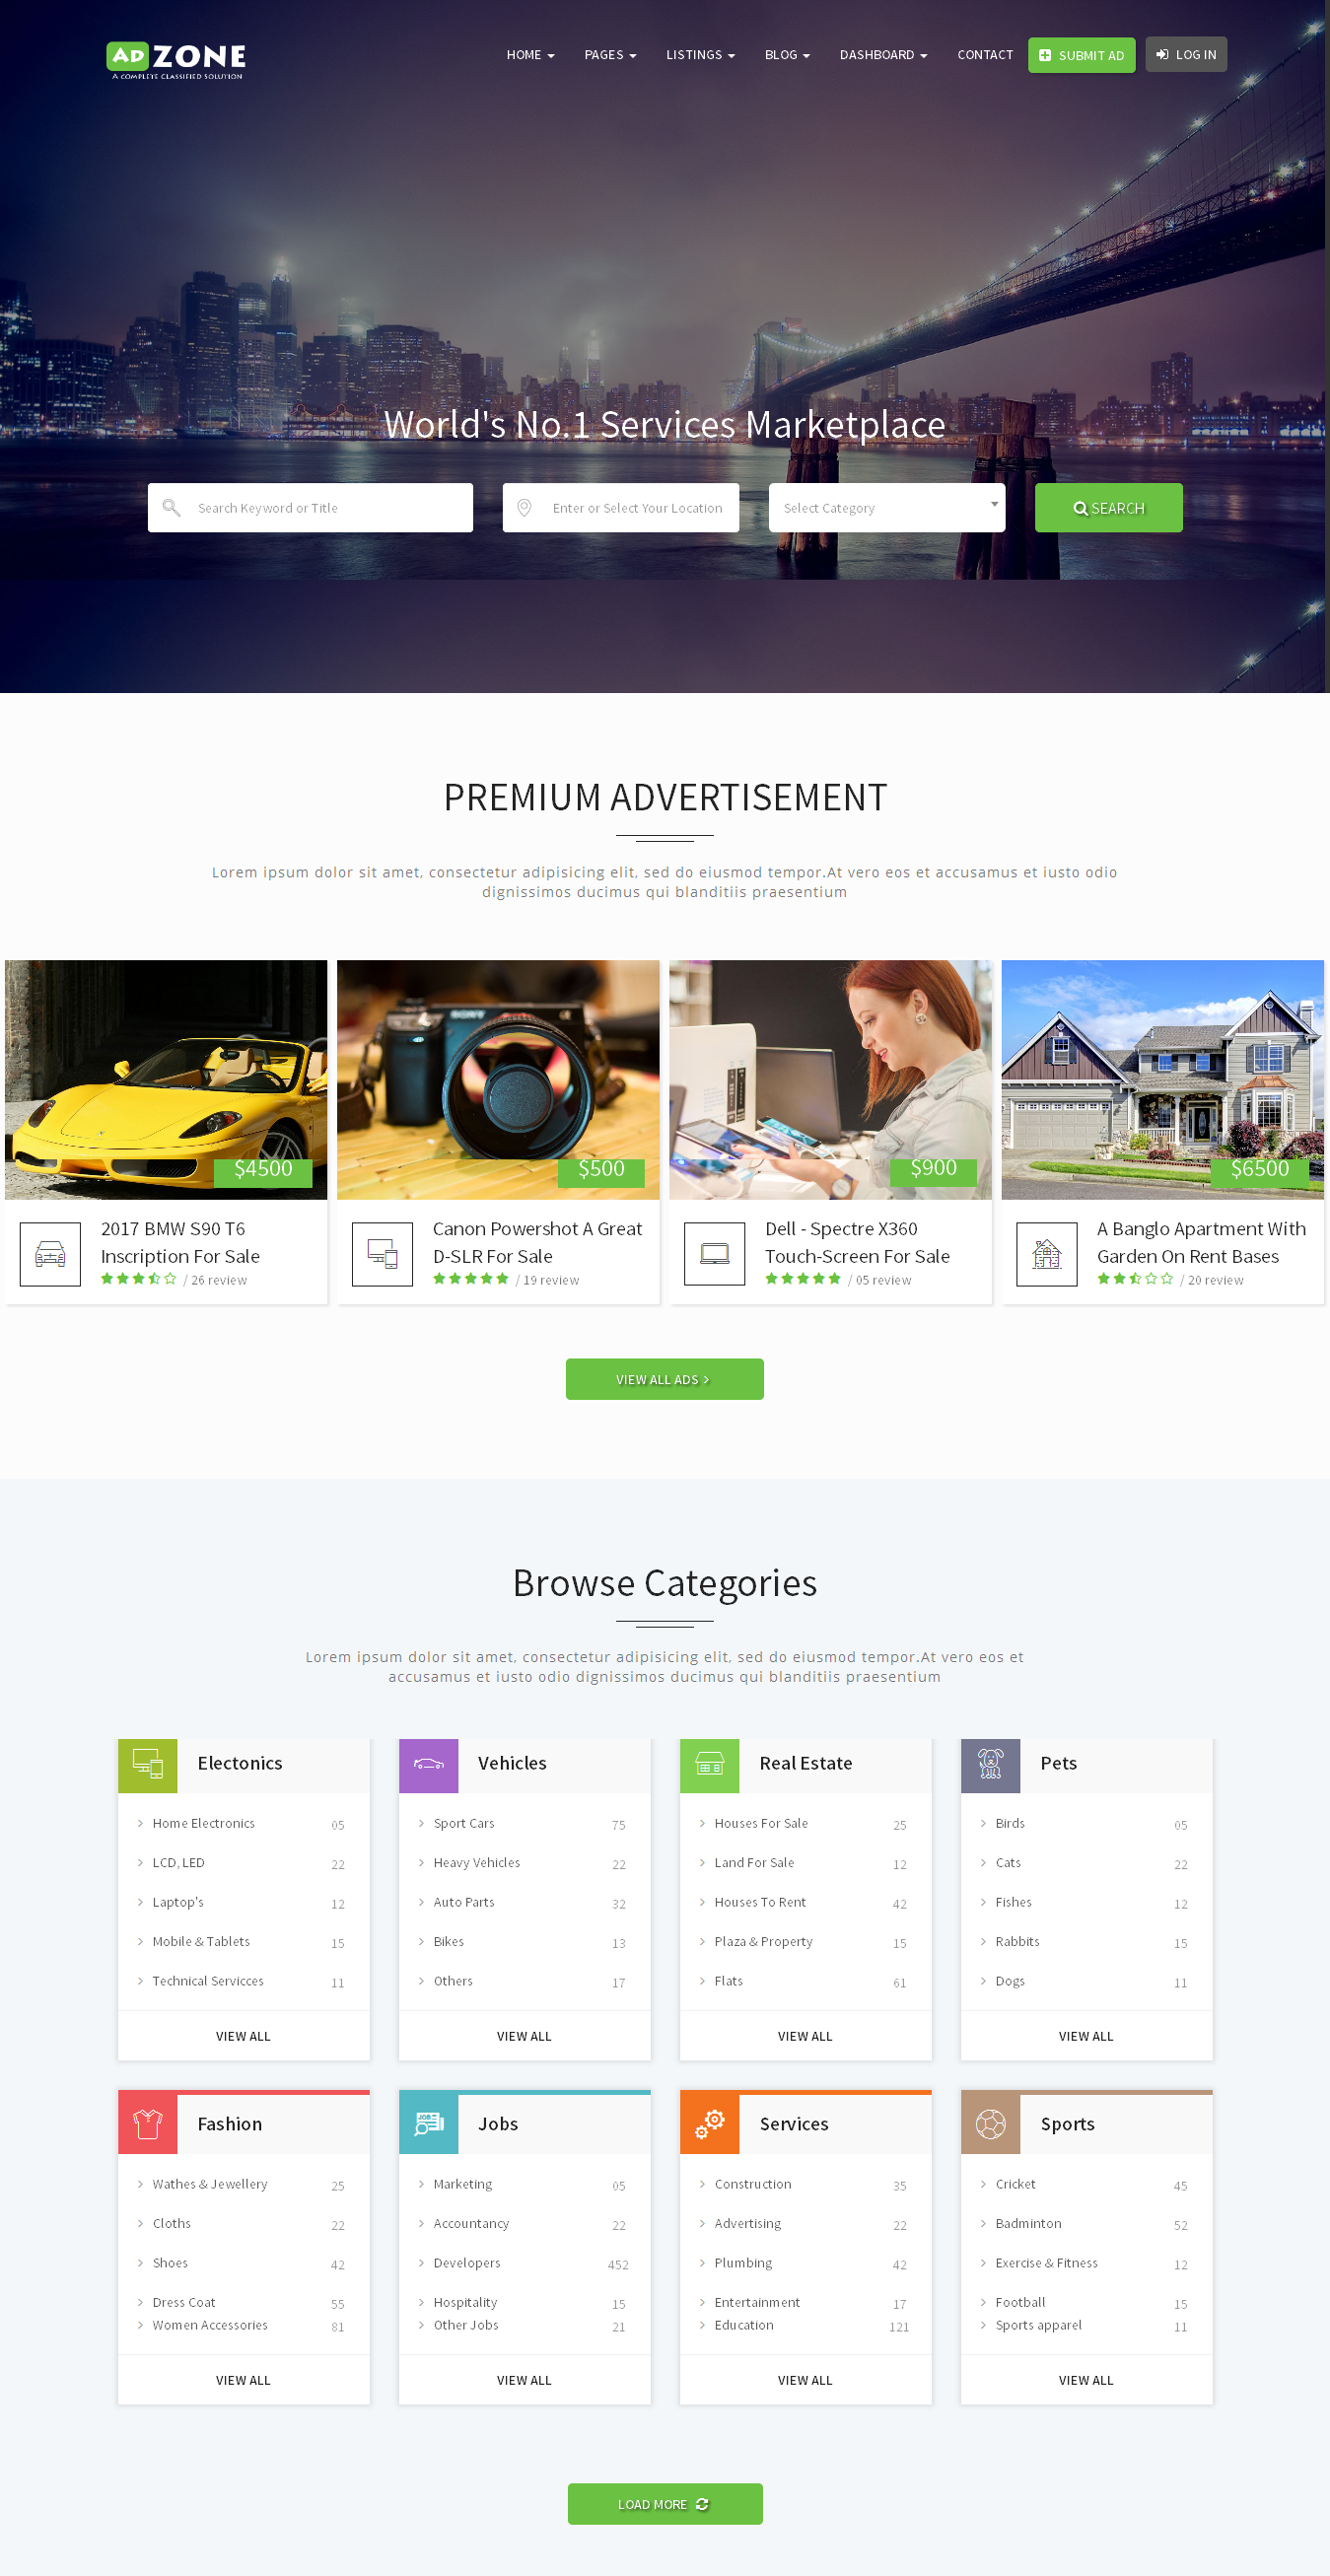 AD ZONE
A COMPLETE CLASSIFIED SOLUTION
HOME
PAGES
LISTINGS
BLOG
DASHBOARD
CONTACT
SUBMIT AD
LOG IN
World's No.1 Services Marketplace
Search Keyword or Title
Enter or Select Your Location
Select Category
SEARCH
PREMIUM ADVERTISEMENT
Lorem ipsum dolor sit amet, consectetur adipisicing elit, sed do eiusmod tempor.At vero eos et accusamus et iusto odio
dignissimos ducimus qui blanditiis praesentium
SONY
$4500
2017 BMW S90 T6
Inscription For Sale
/ 26 review
$500
Canon Powershot A Great
D-SLR For Sale
/ 19 review
$900
Dell - Spectre X360
Touch-Screen For Sale
/ 05 review
$6500
A Banglo Apartment With
Garden On Rent Bases
/ 20 review
VIEW ALL ADS
Browse Categories
Lorem ipsum dolor sit amet, consectetur adipisicing elit, sed do eiusmod tempor.At vero eos et
accusamus et iusto odio dignissimos ducimus qui blanditiis praesentium
Electonics
Home Electronics 05
LCD, LED 22
Laptop's 12
Mobile & Tablets 15
Technical Servicces 11
VIEW ALL
Vehicles
Sport Cars 75
Heavy Vehicles 22
Auto Parts 32
Bikes 13
Others 17
VIEW ALL
Real Estate
Houses For Sale 25
Land For Sale 12
Houses To Rent 42
Plaza & Property 15
Flats 61
VIEW ALL
Pets
Birds 05
Cats 22
Fishes 12
Rabbits 15
Dogs 11
VIEW ALL
Fashion
Wathes & Jewellery 25
Cloths 22
Shoes 42
Dress Coat 55
Women Accessories 81
VIEW ALL
JOB
Jobs
Marketing 05
Accountancy 22
Developers 452
Hospitality 15
Other Jobs 21
VIEW ALL
Services
Construction 35
Advertising 22
Plumbing 42
Entertainment 17
Education 121
VIEW ALL
Sports
Cricket 45
Badminton 52
Exercise & Fitness 12
Football 15
Sports apparel 11
VIEW ALL
LOAD MORE